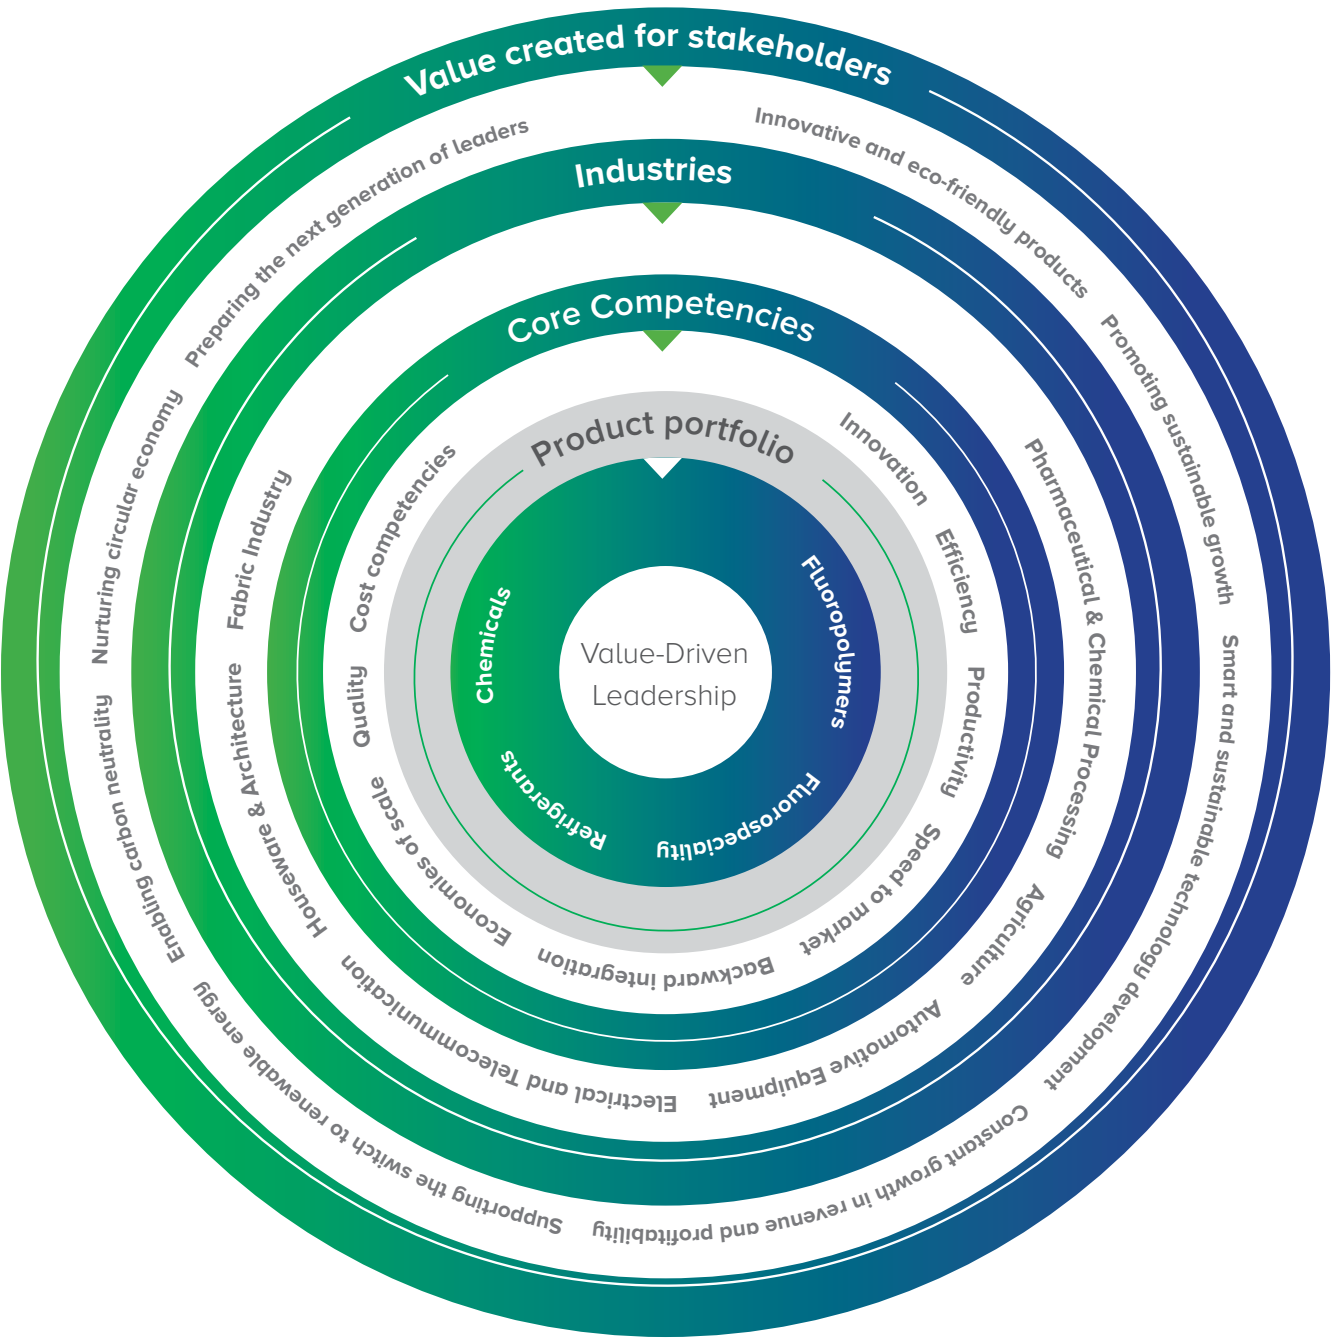 Value created for stakeholders
Innovative and eco-friendly products
Promoting sustainable growth
Smart and sustainable technology development
Constant growth in revenue and profitability
Supporting the switch to renewable energy
Enabling carbon neutrality
Nurturing circular economy
Preparing the next generation of leaders
Industries
Pharmaceutical & Chemical Processing
Agriculture
Automotive Equipment
Electrical and Telecommunication
Houseware & Architecture
Fabric Industry
Core Competencies
Innovation
Efficiency
Productivity
Speed to market
Backward integration
Economies of scale
Quality
Cost competencies
Product portfolio
Fluoropolymers
Fluorospeciality
Refrigerants
Chemicals
Value-Driven
Leadership